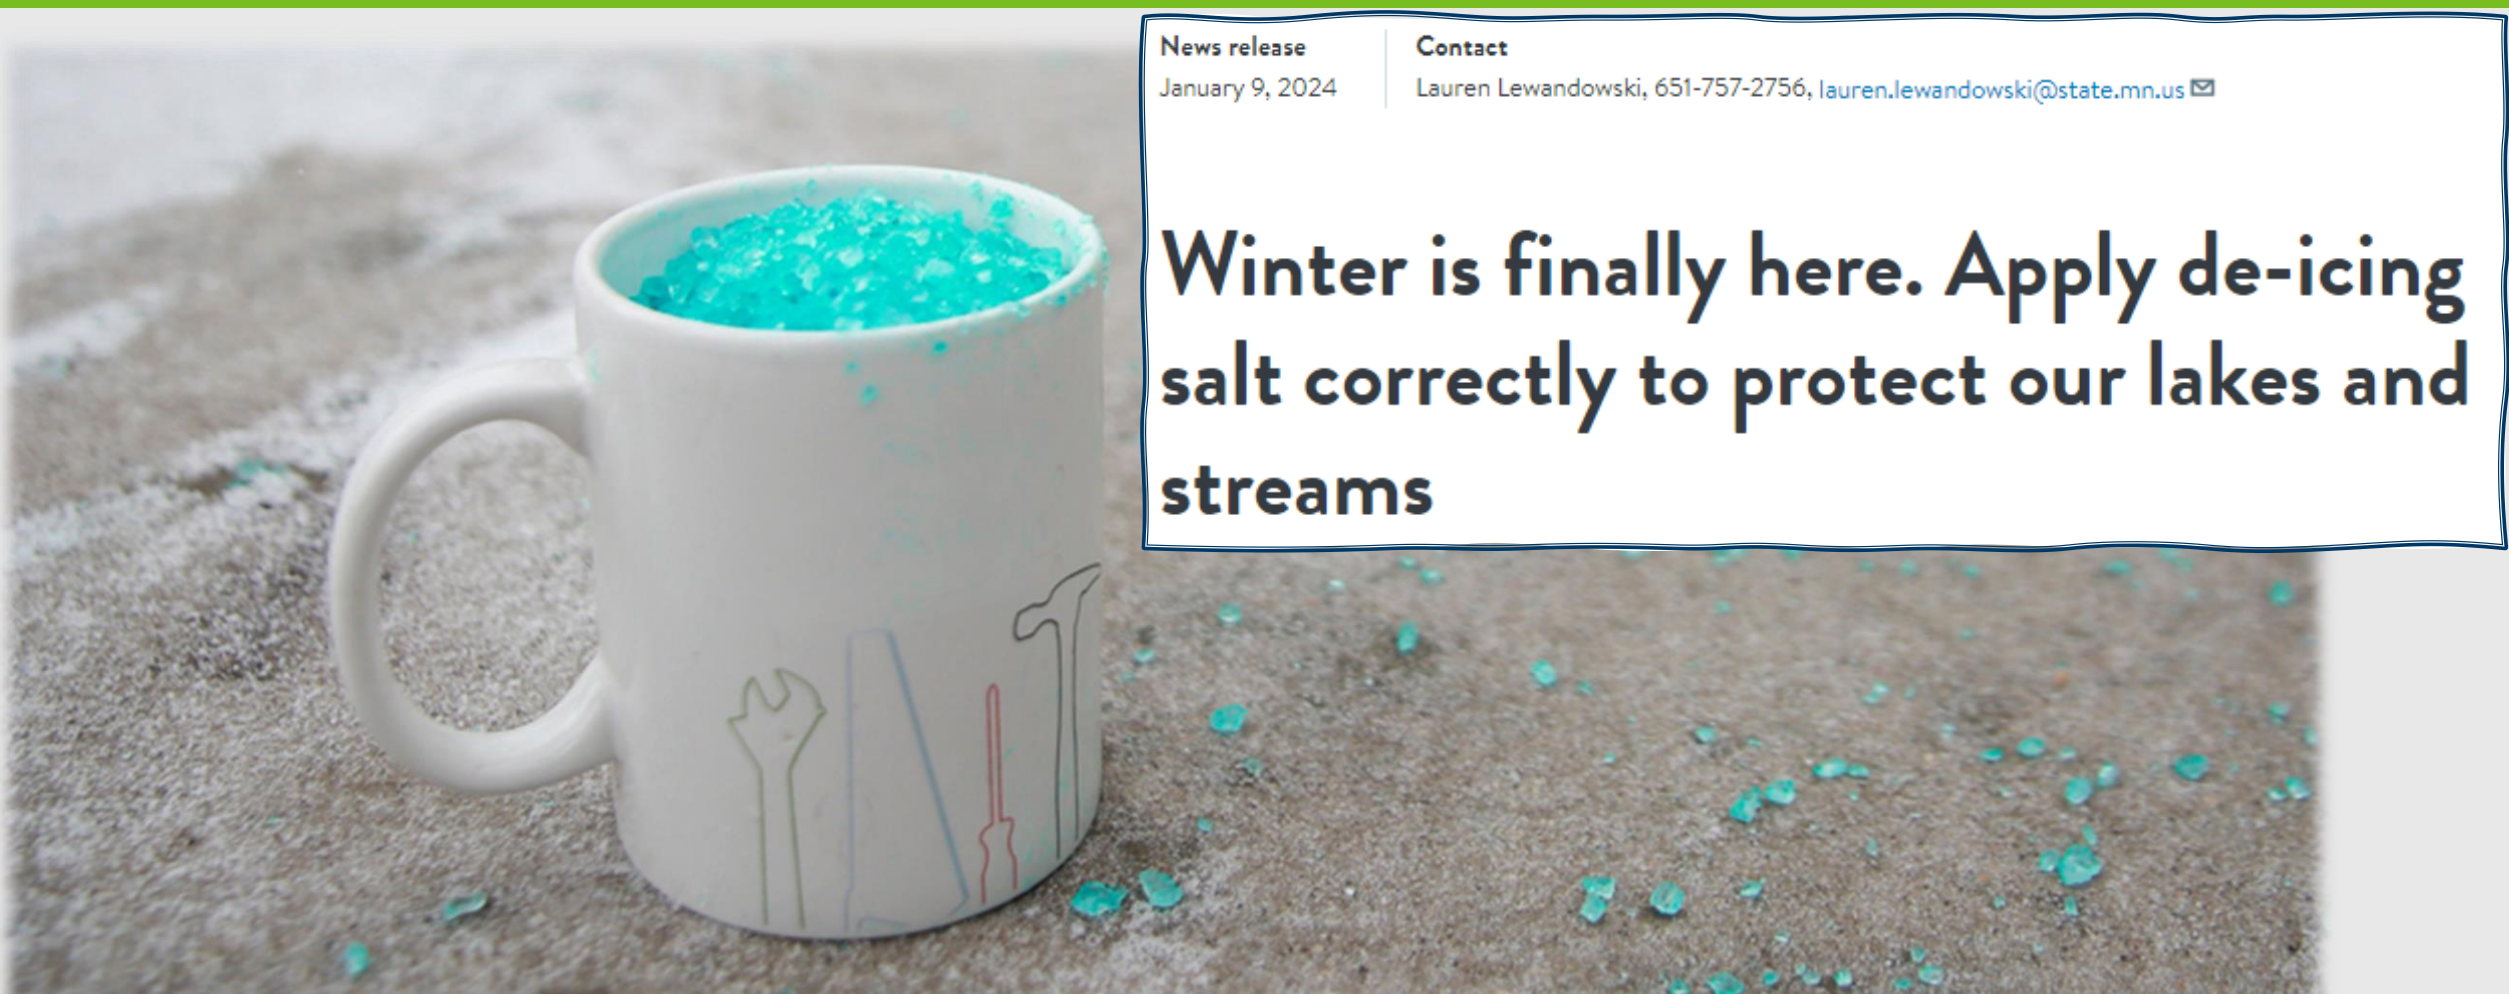 News release
January 9, 2024
Contact
Lauren Lewandowski, 651-757-2756, lauren.lewandowski@state.mn.us
Winter is finally here. Apply de-icing
salt correctly to protect our lakes and
streams